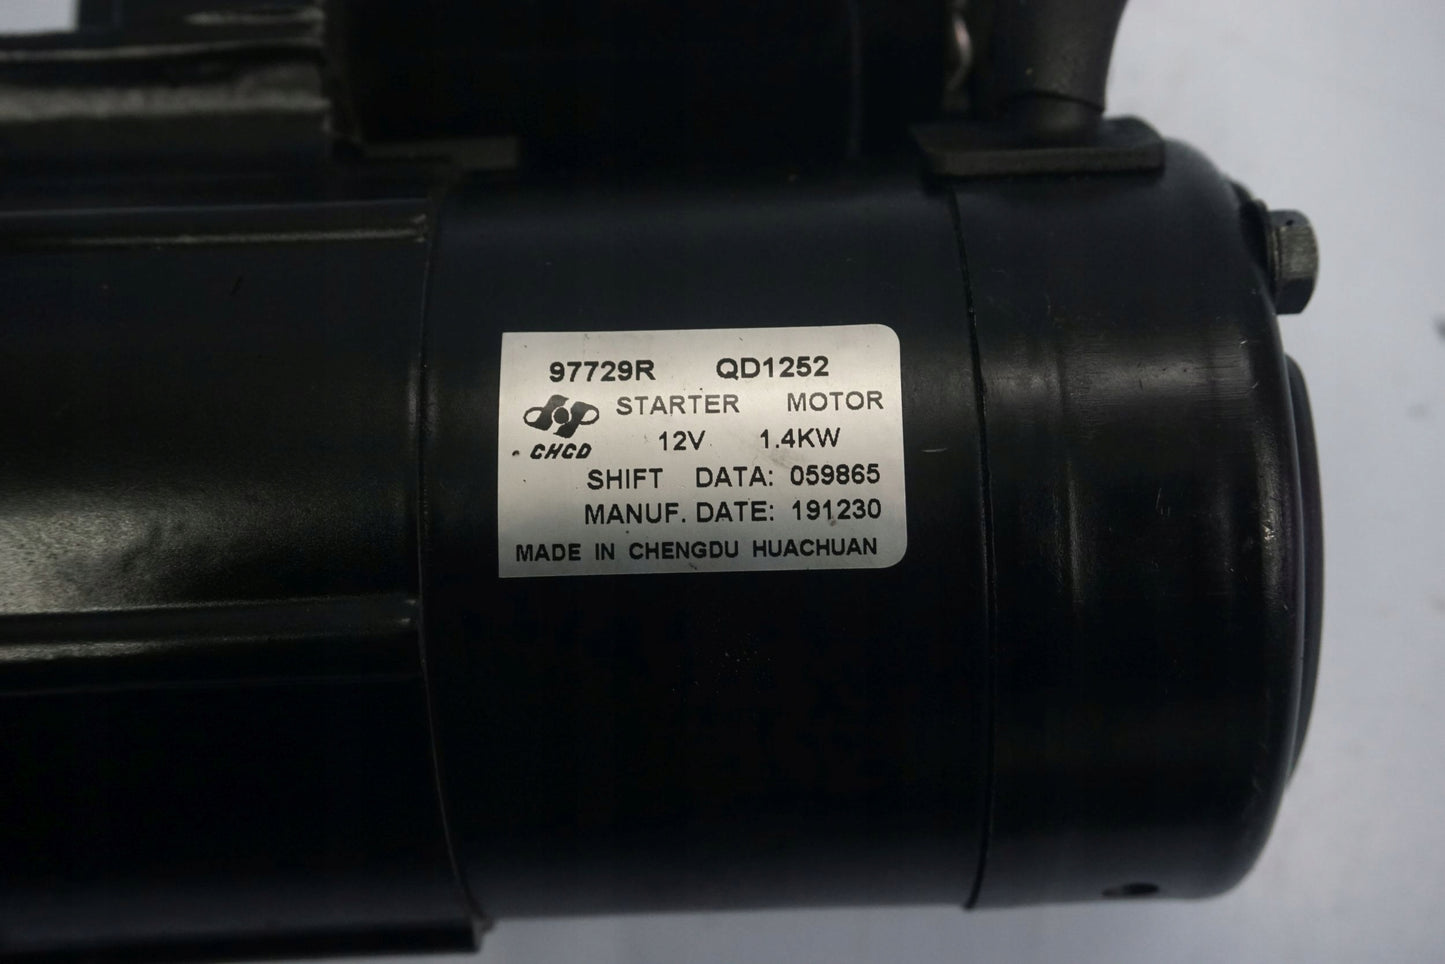 97729R QD1252
STARTER MOTOR
12V 1.4KW
CHCD
SHIFT DATA: 059865
MANUF. DATE: 191230
MADE IN CHENGDU HUACHUAN